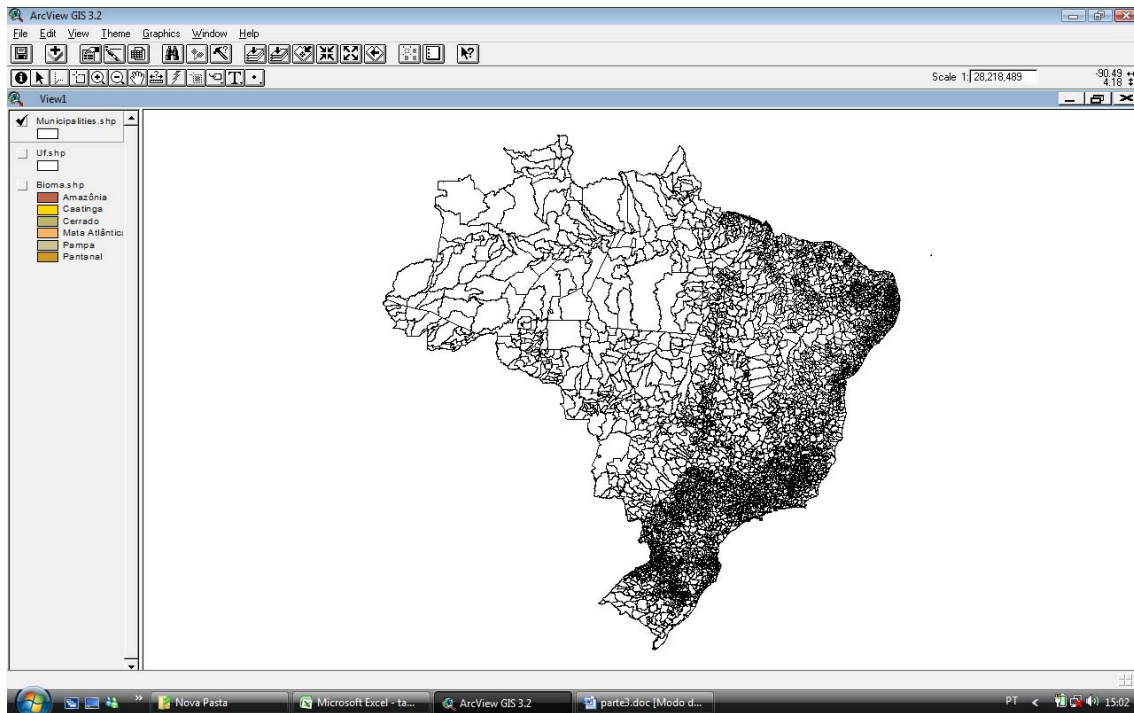 ArcView GIS 3.2
File Edit View Theme Graphics Window Help
Scale 1: 28,218,489
-90.49
4.18
View1
Municipalities.shp
Uf.shp
Bioma.shp
Amazônia
Caatinga
Cerrado
Mata Atlântic
Pampa
Pantanal
Nova Pasta
Microsoft Excel - ta...
ArcView GIS 3.2
parte3.doc [Modo d...
PT
15:02